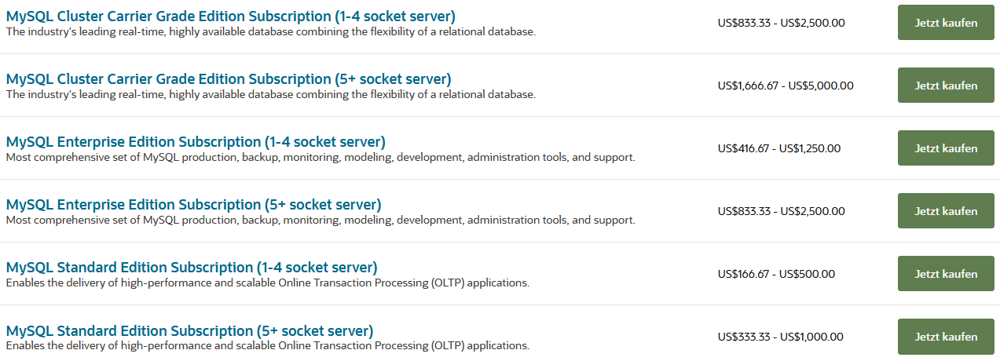 MySQL Cluster Carrier Grade Edition Subscription (1-4 socket server)
The industry's leading real-time, highly available database combining the flexibility of a relational database.
US$833.33 - US$2,500.00
Jetzt kaufen
MySQL Cluster Carrier Grade Edition Subscription (5+ socket server)
The industry's leading real-time, highly available database combining the flexibility of a relational database.
US$1,666.67 - US$5,000.00
Jetzt kaufen
MySQL Enterprise Edition Subscription (1-4 socket server)
Most comprehensive set of MySQL production, backup, monitoring, modeling, development, administration tools, and support.
US$416.67 - US$1,250.00
Jetzt kaufen
MySQL Enterprise Edition Subscription (5+ socket server)
Most comprehensive set of MySQL production, backup, monitoring, modeling, development, administration tools, and support.
US$833.33 - US$2,500.00
Jetzt kaufen
MySQL Standard Edition Subscription (1-4 socket server)
Enables the delivery of high-performance and scalable Online Transaction Processing (OLTP) applications.
US$166.67 - US$500.00
Jetzt kaufen
MySQL Standard Edition Subscription (5+ socket server)
Enables the delivery of high-performance and scalable Online Transaction Processing (OLTP) applications.
US$333.33 - US$1,000.00
Jetzt kaufen